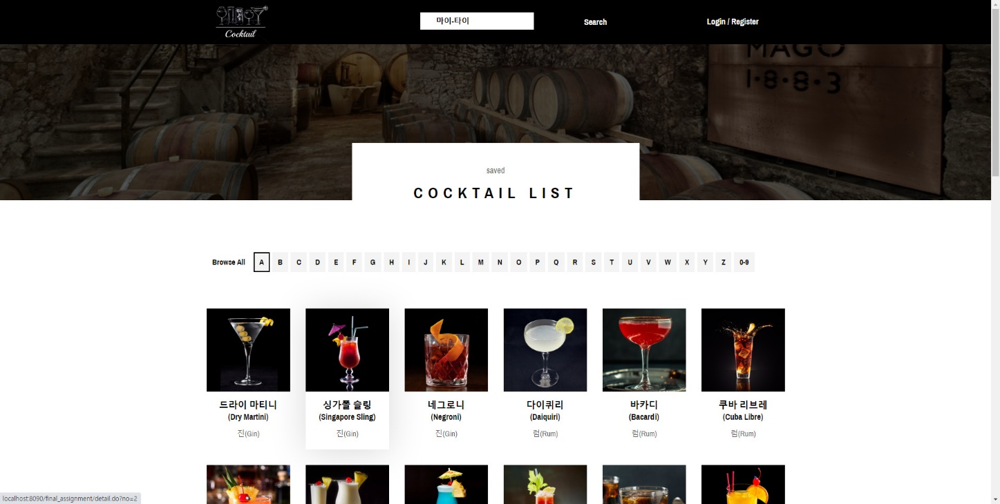 Cocktail
마이-타이
Search
Login / Register
MAGO
1·8·8·3
saved
COCKTAIL LIST
Browse All A B C D E F G H I J K L M N O P Q R S T U V W X Y Z 0-9
드라이 마티니
(Dry Martini)
진(Gin)
싱가폴 슬링
(Singapore Sling)
진(Gin)
네그로니
(Negroni)
진(Gin)
다이퀴리
(Daiquiri)
럼(Rum)
바카디
(Bacardi)
럼(Rum)
쿠바 리브레
(Cuba Libre)
럼(Rum)
localhost:8090/final_assignment/detail.do?no=2